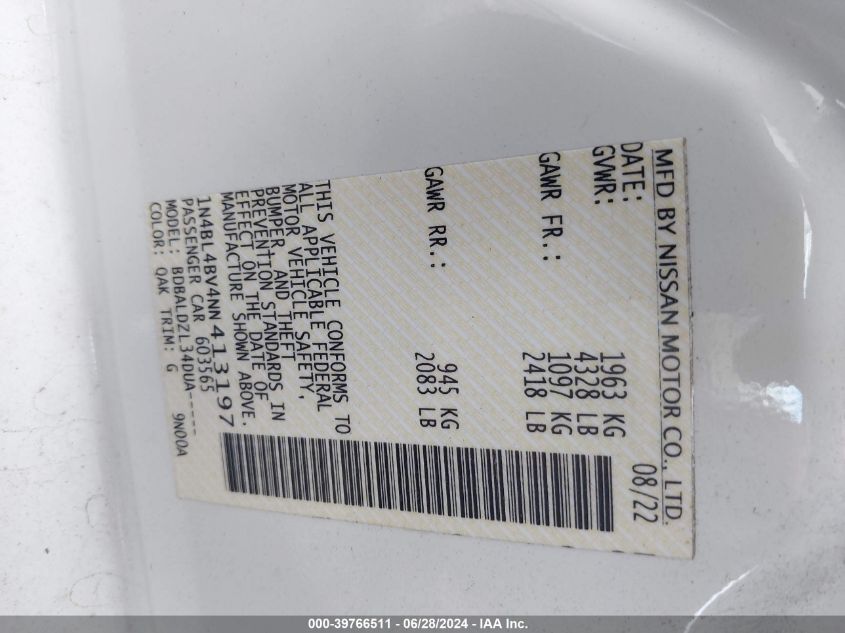 MFD BY NISSAN MOTOR CO., LTD.
DATE: 08/22
GVWR: 1963 KG
4328 LB
GAWR FR.: 1097 KG
2418 LB
GAWR RR.: 945 KG
2083 LB
THIS VEHICLE CONFORMS TO
ALL APPLICABLE FEDERAL
MOTOR VEHICLE SAFETY,
BUMPER, AND THEFT
PREVENTION STANDARDS IN
EFFECT ON THE DATE OF
MANUFACTURE SHOWN ABOVE.
1N4BL4BV4NN413197
PASSENGER CAR 603565
MODEL: BDBALDZL34DUA-----
COLOR: QAK TRIM: G 9N00A
000-39766511 - 06/28/2024 - IAA Inc.